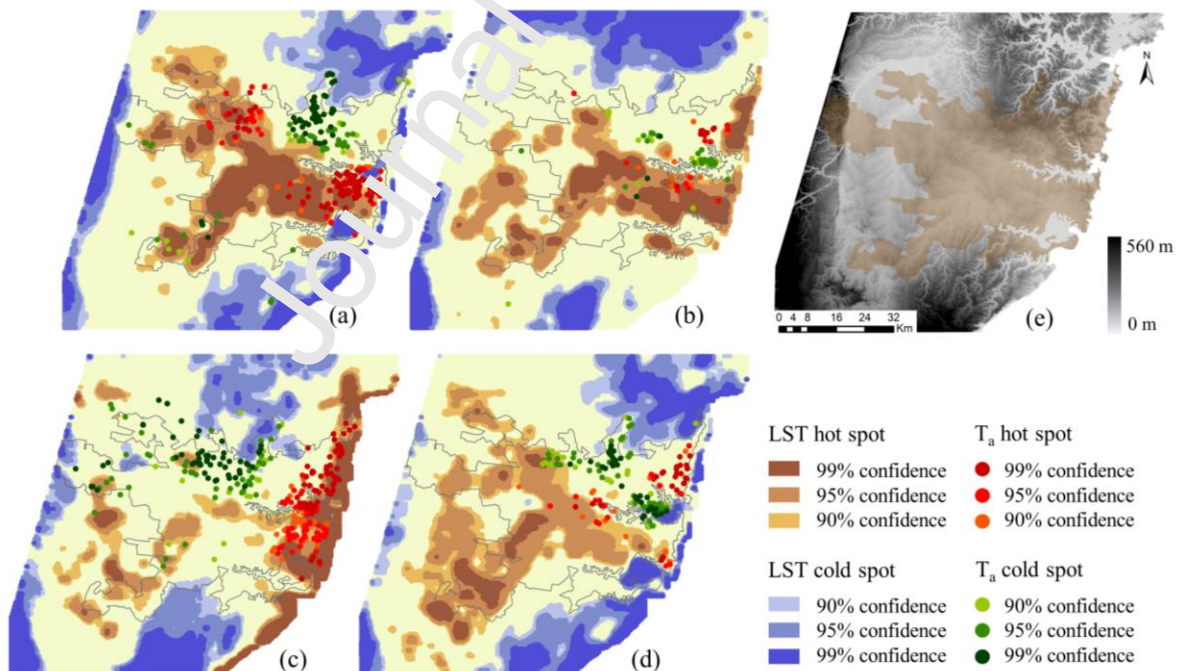 Journal
N
(a)
(b)
560 m
0 m
0 4 8 16 24 32
Km
(e)
(c)
(d)
LST hot spot
99% confidence
95% confidence
90% confidence
Ta hot spot
99% confidence
95% confidence
90% confidence
LST cold spot
90% confidence
95% confidence
99% confidence
Ta cold spot
90% confidence
95% confidence
99% confidence